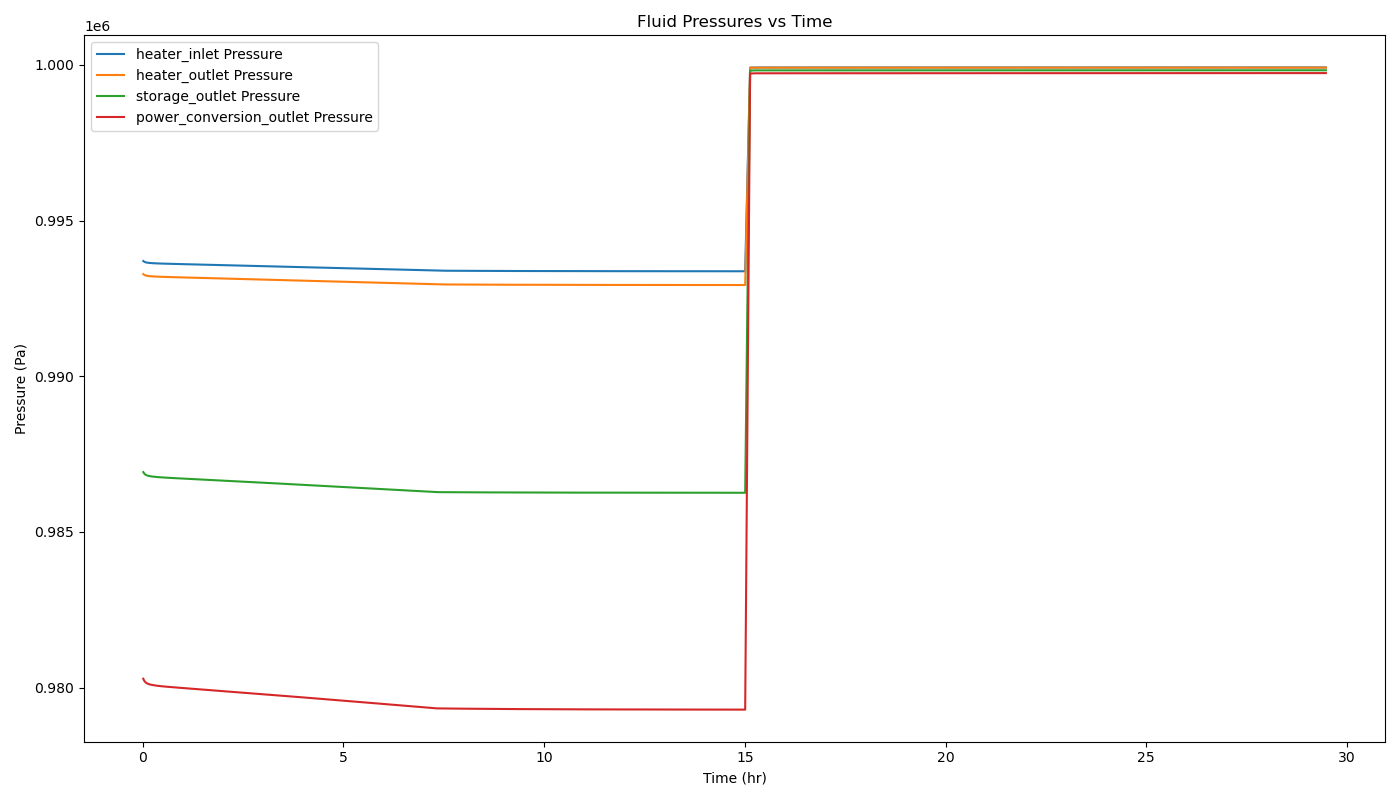 Fluid Pressures vs Time
1e6
heater_inlet Pressure
heater_outlet Pressure
storage_outlet Pressure
power_conversion_outlet Pressure
1.000
0.995
0.990
0.985
0.980
Pressure (Pa)
0
5
10
15
20
25
30
Time (hr)